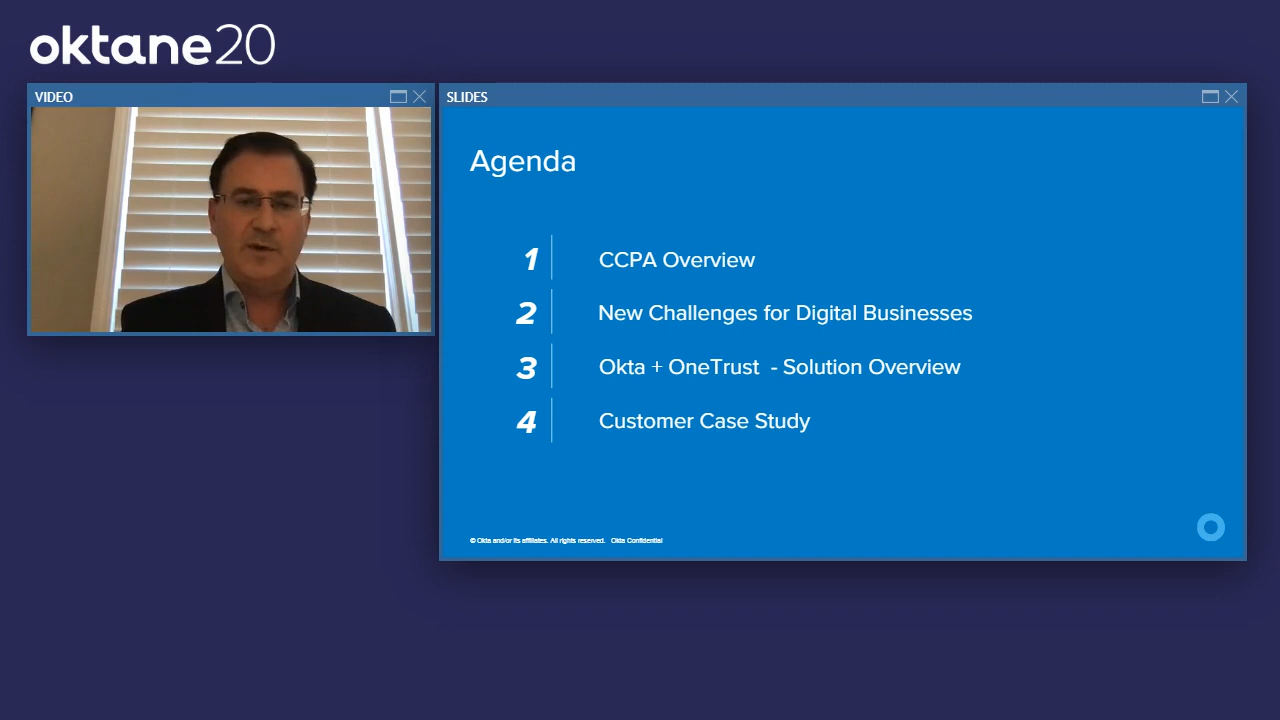 oktane20
VIDEO
SLIDES
Agenda
1 CCPA Overview
2 New Challenges for Digital Businesses
3 Okta + OneTrust - Solution Overview
4 Customer Case Study
© Okta and/or its affiliates. All rights reserved. Okta Confidential